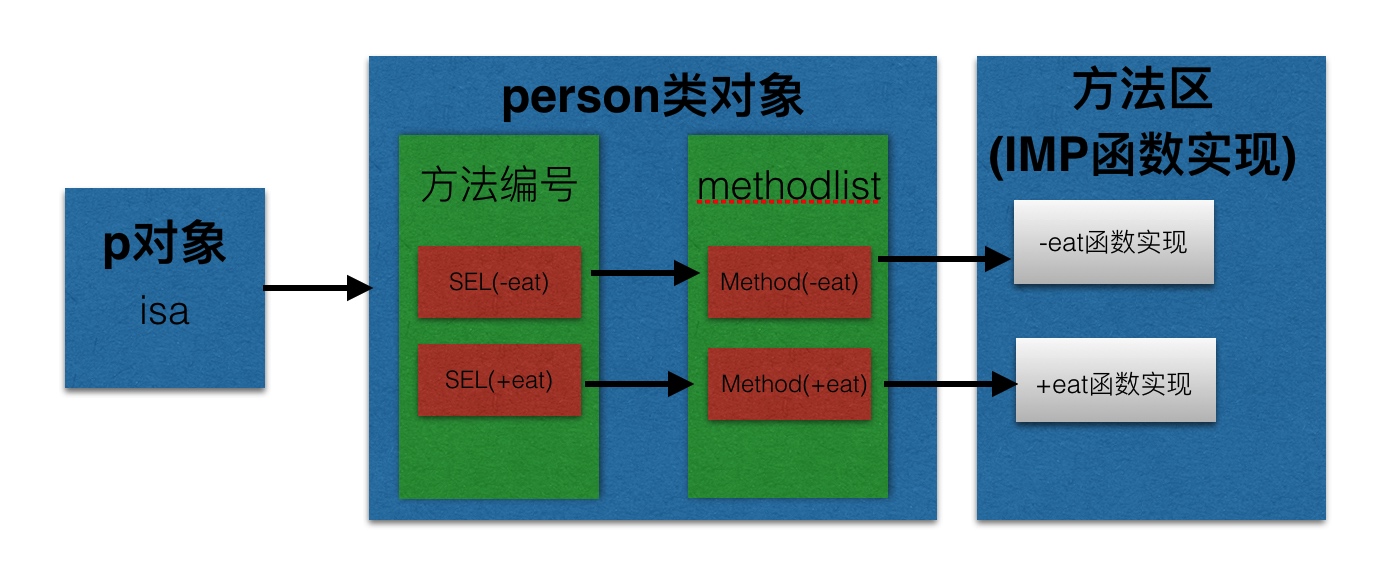 p对象
isa
person类对象
方法编号
SEL(-eat)
SEL(+eat)
methodlist
Method(-eat)
Method(+eat)
方法区
(IMP函数实现)
-eat函数实现
+eat函数实现